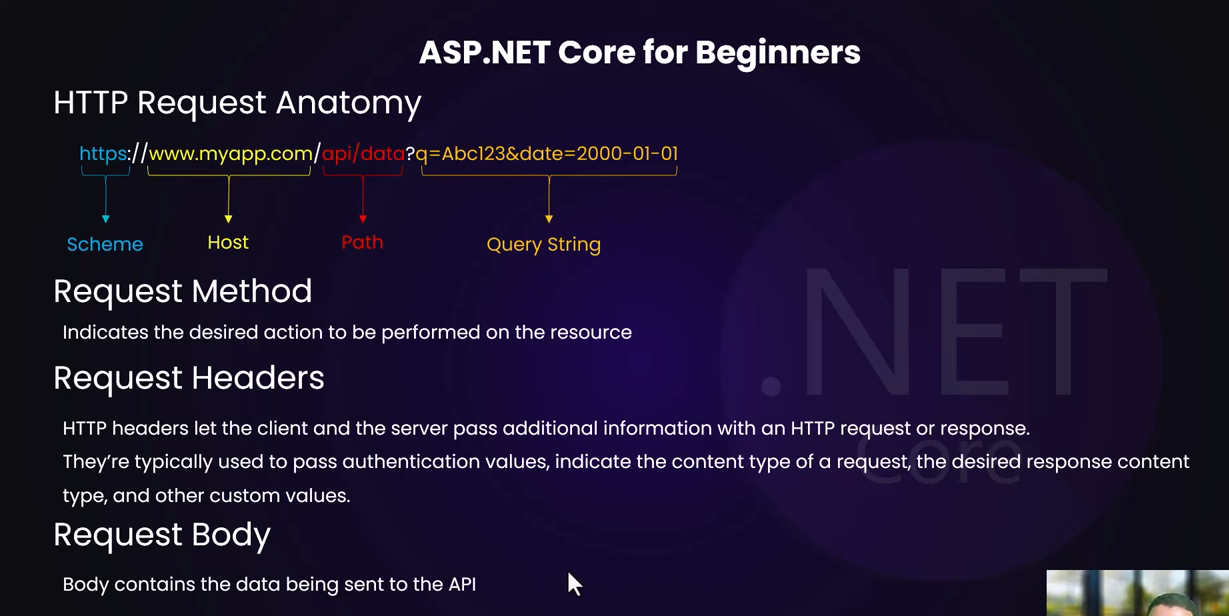 ASP.NET Core for Beginners
HTTP Request Anatomy
https://www.myapp.com/api/data?q=Abc123&date=2000-01-01
Scheme Host Path Query String
Request Method
Indicates the desired action to be performed on the resource
Request Headers
HTTP headers let the client and the server pass additional information with an HTTP request or response.
They're typically used to pass authentication values, indicate the content type of a request, the desired response content
type, and other custom values.
Request Body
Body contains the data being sent to the API
.NET
Core